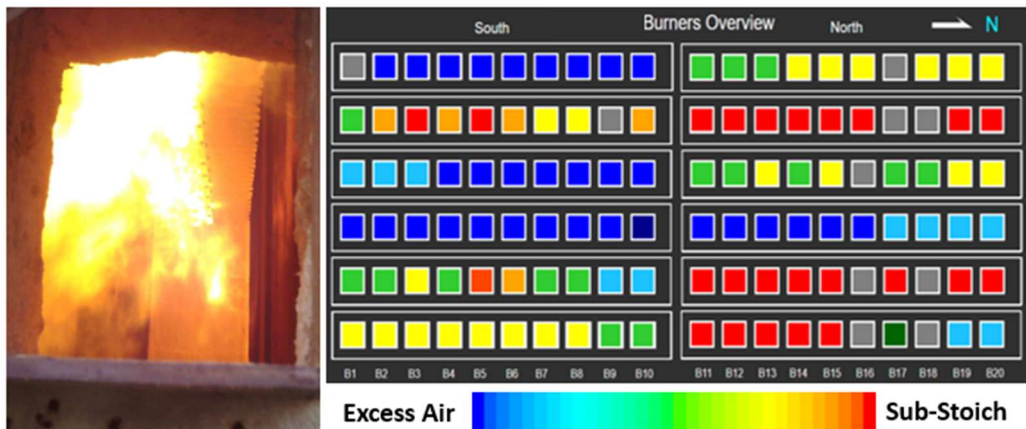 Burners Overview
South
North
N
B1 B2 B3 B4 B5 B6 B7 B8 B9 B10
B11 B12 B13 B14 B15 B16 B17 B18 B19 B20
Excess Air
Sub-Stoich